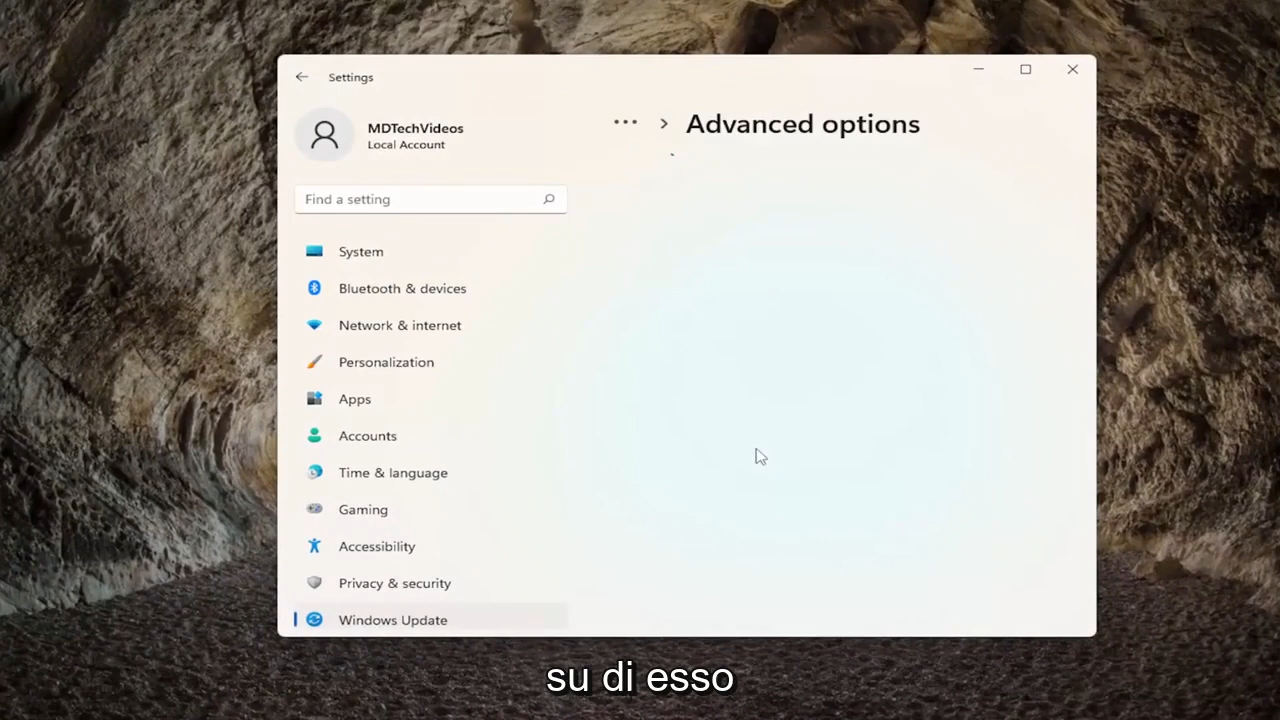 Settings
MDTechVideos
Local Account
Find a setting
System
Bluetooth & devices
Network & internet
Personalization
Apps
Accounts
Time & language
Gaming
Accessibility
Privacy & security
Windows Update
··· > Advanced options
su di esso